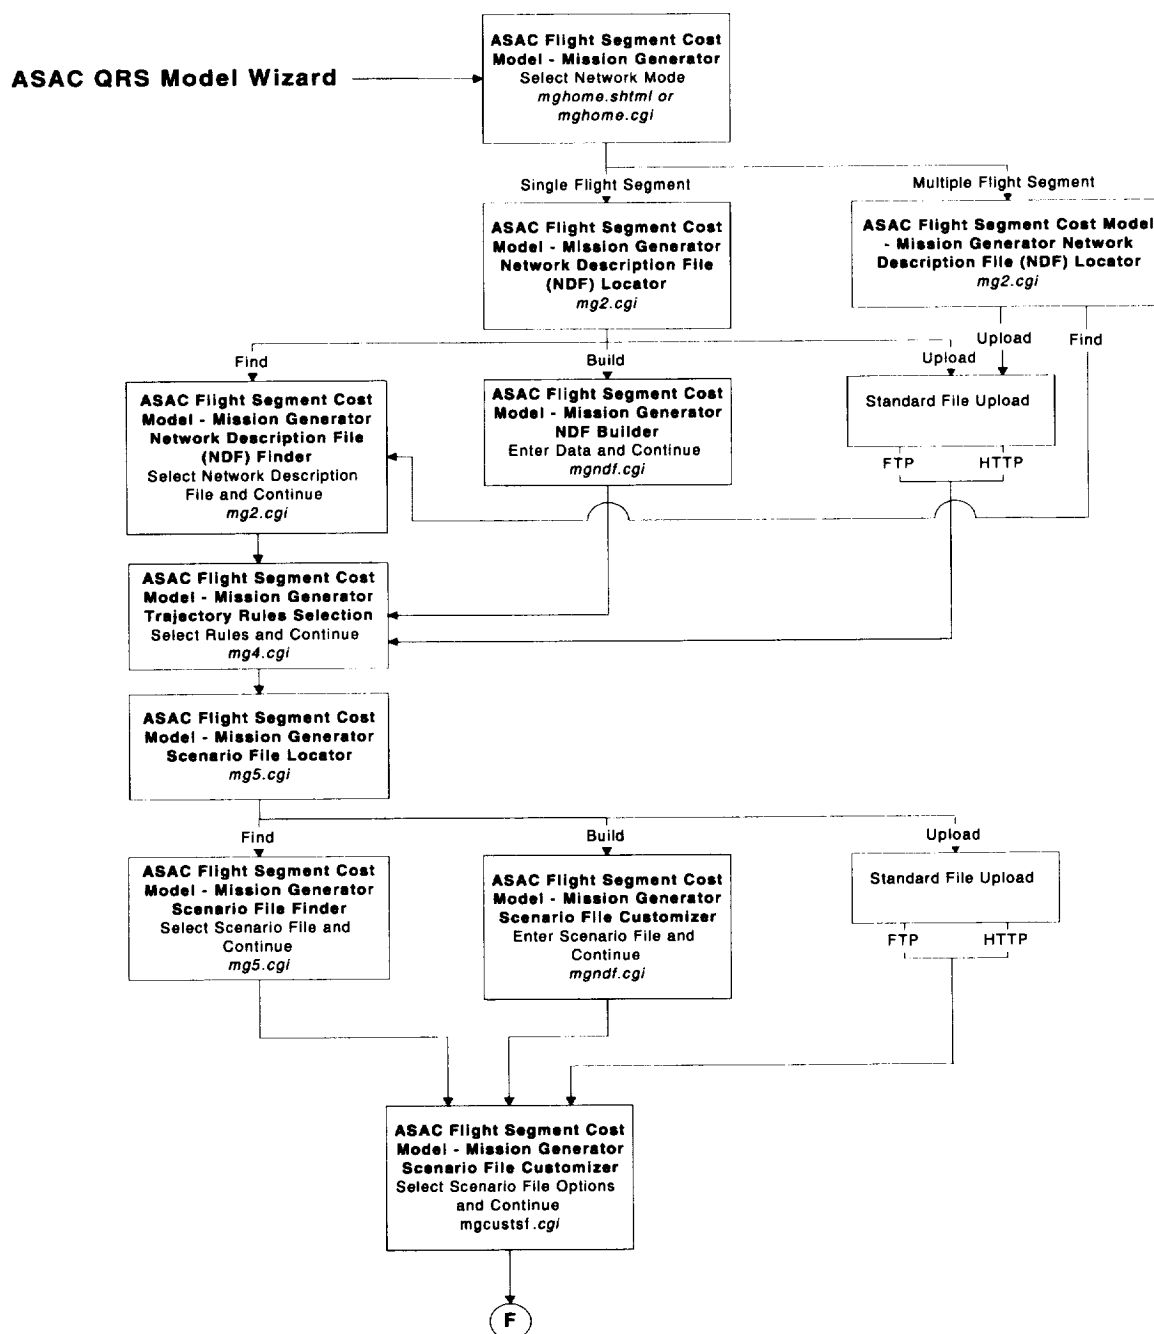 ASAC QRS Model Wizard
ASAC Flight Segment Cost
Model - Mission Generator
Select Network Mode
mghome.shtml or
mghome.cgi
Single Flight Segment
Multiple Flight Segment
ASAC Flight Segment Cost
Model - Mission Generator
Network Description File
(NDF) Locator
mg2.cgi
ASAC Flight Segment Cost Model
- Mission Generator Network
Description File (NDF) Locator
mg2.cgi
Find
Build
Upload
Upload
Find
ASAC Flight Segment Cost
Model - Mission Generator
Network Description File
(NDF) Finder
Select Network Description
File and Continue
mg2.cgi
ASAC Flight Segment Cost
Model - Mission Generator
NDF Builder
Enter Data and Continue
mgndf.cgi
Standard File Upload
FTP
HTTP
ASAC Flight Segment Cost
Model - Mission Generator
Trajectory Rules Selection
Select Rules and Continue
mg4.cgi
ASAC Flight Segment Cost
Model - Mission Generator
Scenario File Locator
mg5.cgi
Find
Build
Upload
ASAC Flight Segment Cost
Model - Mission Generator
Scenario File Finder
Select Scenario File and
Continue
mg5.cgi
ASAC Flight Segment Cost
Model - Mission Generator
Scenario File Customizer
Enter Scenario File and
Continue
mgndf.cgi
Standard File Upload
FTP
HTTP
ASAC Flight Segment Cost
Model - Mission Generator
Scenario File Customizer
Select Scenario File Options
and Continue
mgcustsf.cgi
F